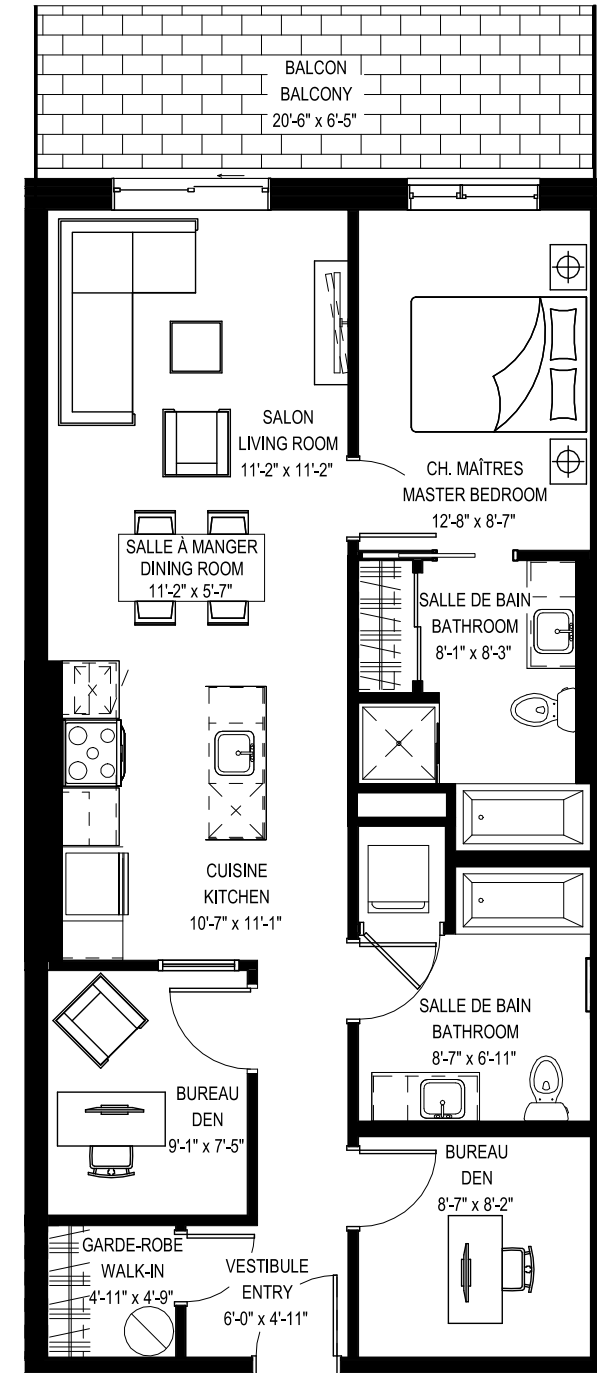 BALCON
BALCONY
20'-6" x 6'-5"
SALON
LIVING ROOM
11'-2" x 11'-2"
CH. MAÎTRES
MASTER BEDROOM
12'-8" x 8'-7"
SALLE À MANGER
DINING ROOM
11'-2" x 5'-7"
SALLE DE BAIN
BATHROOM
8'-1" x 8'-3"
CUISINE
KITCHEN
10'-7" x 11'-1"
SALLE DE BAIN
BATHROOM
8'-7" x 6'-11"
BUREAU
DEN
9'-1" x 7'-5"
BUREAU
DEN
8'-7" x 8'-2"
GARDE-ROBE
WALK-IN
4'-11" x 4'-9"
VESTIBULE
ENTRY
6'-0" x 4'-11"